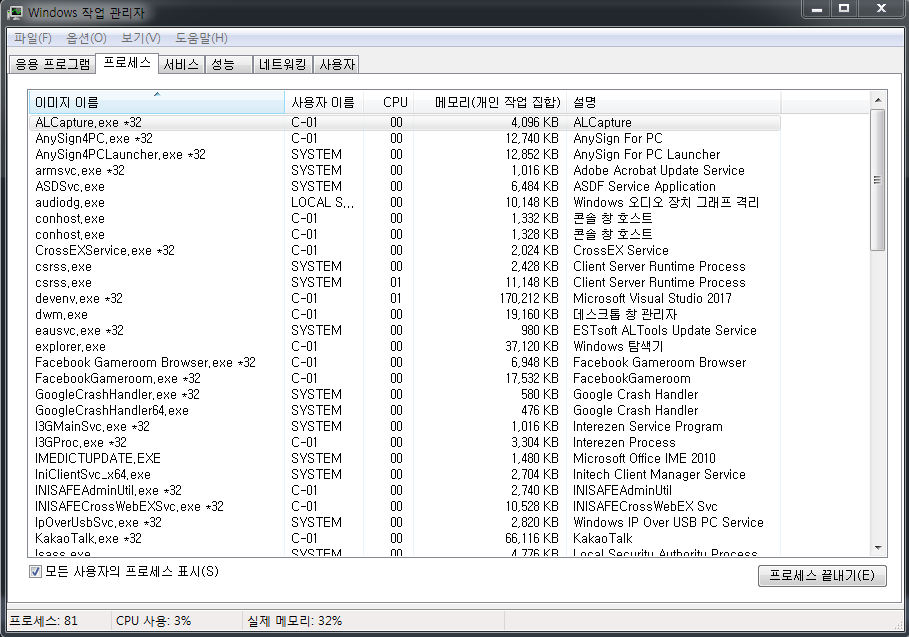 Windows 작업 관리자
파일(F) 옵션(O) 보기(V) 도움말(H)
응용 프로그램 프로세스 서비스 성능 네트워킹 사용자
이미지 이름 사용자 이름 CPU 메모리(개인 작업 집합) 설명
ALCapture.exe *32 C-01 00 4,096 KB ALCapture
AnySign4PC.exe *32 C-01 00 12,740 KB AnySign For PC
AnySign4PCLauncher.exe *32 SYSTEM 00 12,852 KB AnySign For PC Launcher
armsvc.exe *32 SYSTEM 00 1,016 KB Adobe Acrobat Update Service
ASDSvc.exe SYSTEM 00 6,484 KB ASDF Service Application
audiodg.exe LOCAL S... 00 10,148 KB Windows 오디오 장치 그래프 격리
conhost.exe C-01 00 1,332 KB 콘솔 창 호스트
conhost.exe C-01 00 1,328 KB 콘솔 창 호스트
CrossEXService.exe *32 C-01 00 2,024 KB CrossEX Service
csrss.exe SYSTEM 00 2,428 KB Client Server Runtime Process
csrss.exe SYSTEM 01 11,148 KB Client Server Runtime Process
devenv.exe *32 C-01 01 170,212 KB Microsoft Visual Studio 2017
dwm.exe C-01 00 19,160 KB 데스크톱 창 관리자
eausvc.exe *32 SYSTEM 00 980 KB ESTsoft ALTools Update Service
explorer.exe C-01 00 37,120 KB Windows 탐색기
Facebook Gameroom Browser.exe *32 C-01 00 6,948 KB Facebook Gameroom Browser
FacebookGameroom.exe *32 C-01 00 17,532 KB FacebookGameroom
GoogleCrashHandler.exe *32 SYSTEM 00 580 KB Google Crash Handler
GoogleCrashHandler64.exe SYSTEM 00 476 KB Google Crash Handler
I3GMainSvc.exe *32 SYSTEM 00 1,016 KB Interezen Service Program
I3GProc.exe *32 C-01 00 3,304 KB Interezen Process
IMEDICTUPDATE.EXE SYSTEM 00 1,480 KB Microsoft Office IME 2010
IniClientSvc_x64.exe SYSTEM 00 2,704 KB Initech Client Manager Service
INISAFEAdminUtil.exe *32 C-01 00 2,740 KB INISAFEAdminUtil
INISAFECrossWebEXSvc.exe *32 C-01 00 10,528 KB INISAFECrossWebEX Svc
IpOverUsbSvc.exe *32 SYSTEM 00 2,820 KB Windows IP Over USB PC Service
KakaoTalk.exe *32 C-01 00 66,116 KB KakaoTalk
lsass.exe SYSTEM 00 4,776 KB Local Security Authority Process
모든 사용자의 프로세스 표시(S) 프로세스 끝내기(E)
프로세스: 81 CPU 사용: 3% 실제 메모리: 32%